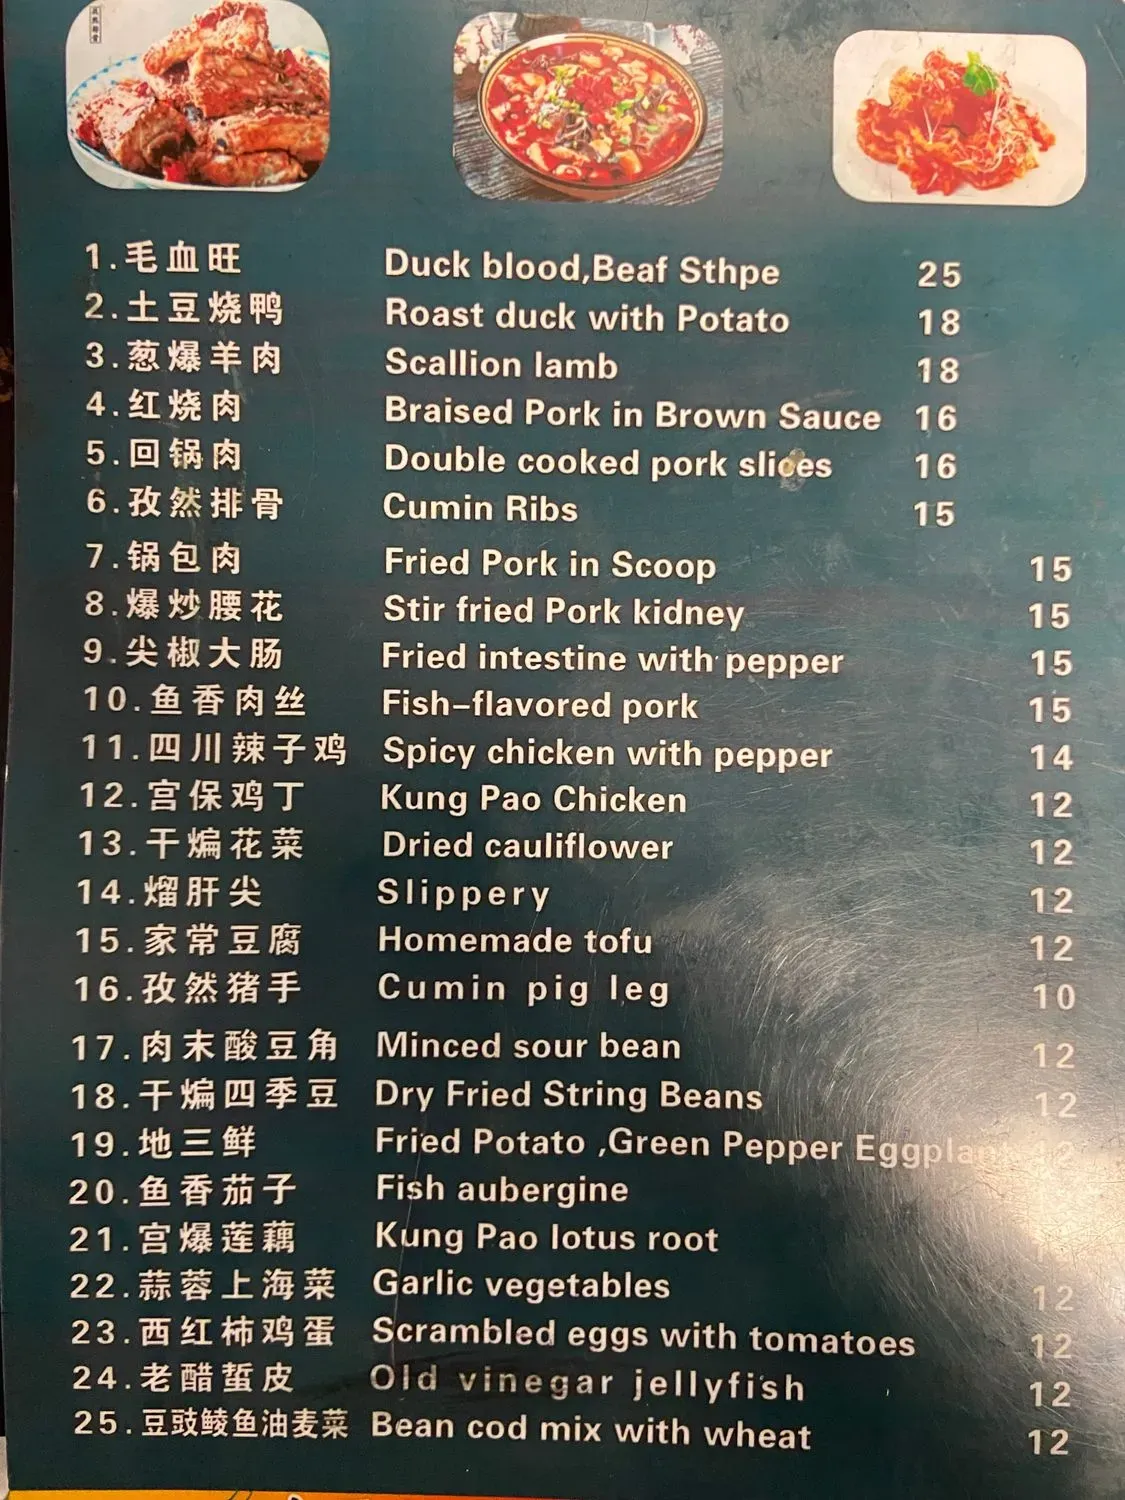 1.毛血旺 Duck blood,Beaf Sthpe 25
2.土豆烧鸭 Roast duck with Potato 18
3.葱爆羊肉 Scallion lamb 18
4.红烧肉 Braised Pork in Brown Sauce 16
5.回锅肉 Double cooked pork slices 16
6.孜然排骨 Cumin Ribs 15
7.锅包肉 Fried Pork in Scoop 15
8.爆炒腰花 Stir fried Pork kidney 15
9.尖椒大肠 Fried intestine with pepper 15
10.鱼香肉丝 Fish-flavored pork 15
11.四川辣子鸡 Spicy chicken with pepper 14
12.宫保鸡丁 Kung Pao Chicken 12
13.干煸花菜 Dried cauliflower 12
14.熘肝尖 Slippery 12
15.家常豆腐 Homemade tofu 12
16.孜然猪手 Cumin pig leg 10
17.肉末酸豆角 Minced sour bean 12
18.干煸四季豆 Dry Fried String Beans 12
19.地三鲜 Fried Potato ,Green Pepper Eggplant 12
20.鱼香茄子 Fish aubergine
21.宫爆莲藕 Kung Pao lotus root
22.蒜蓉上海菜 Garlic vegetables 12
23.西红柿鸡蛋 Scrambled eggs with tomatoes 12
24.老醋蜇皮 Old vinegar jellyfish 12
25.豆豉鲮鱼油麦菜 Bean cod mix with wheat 12